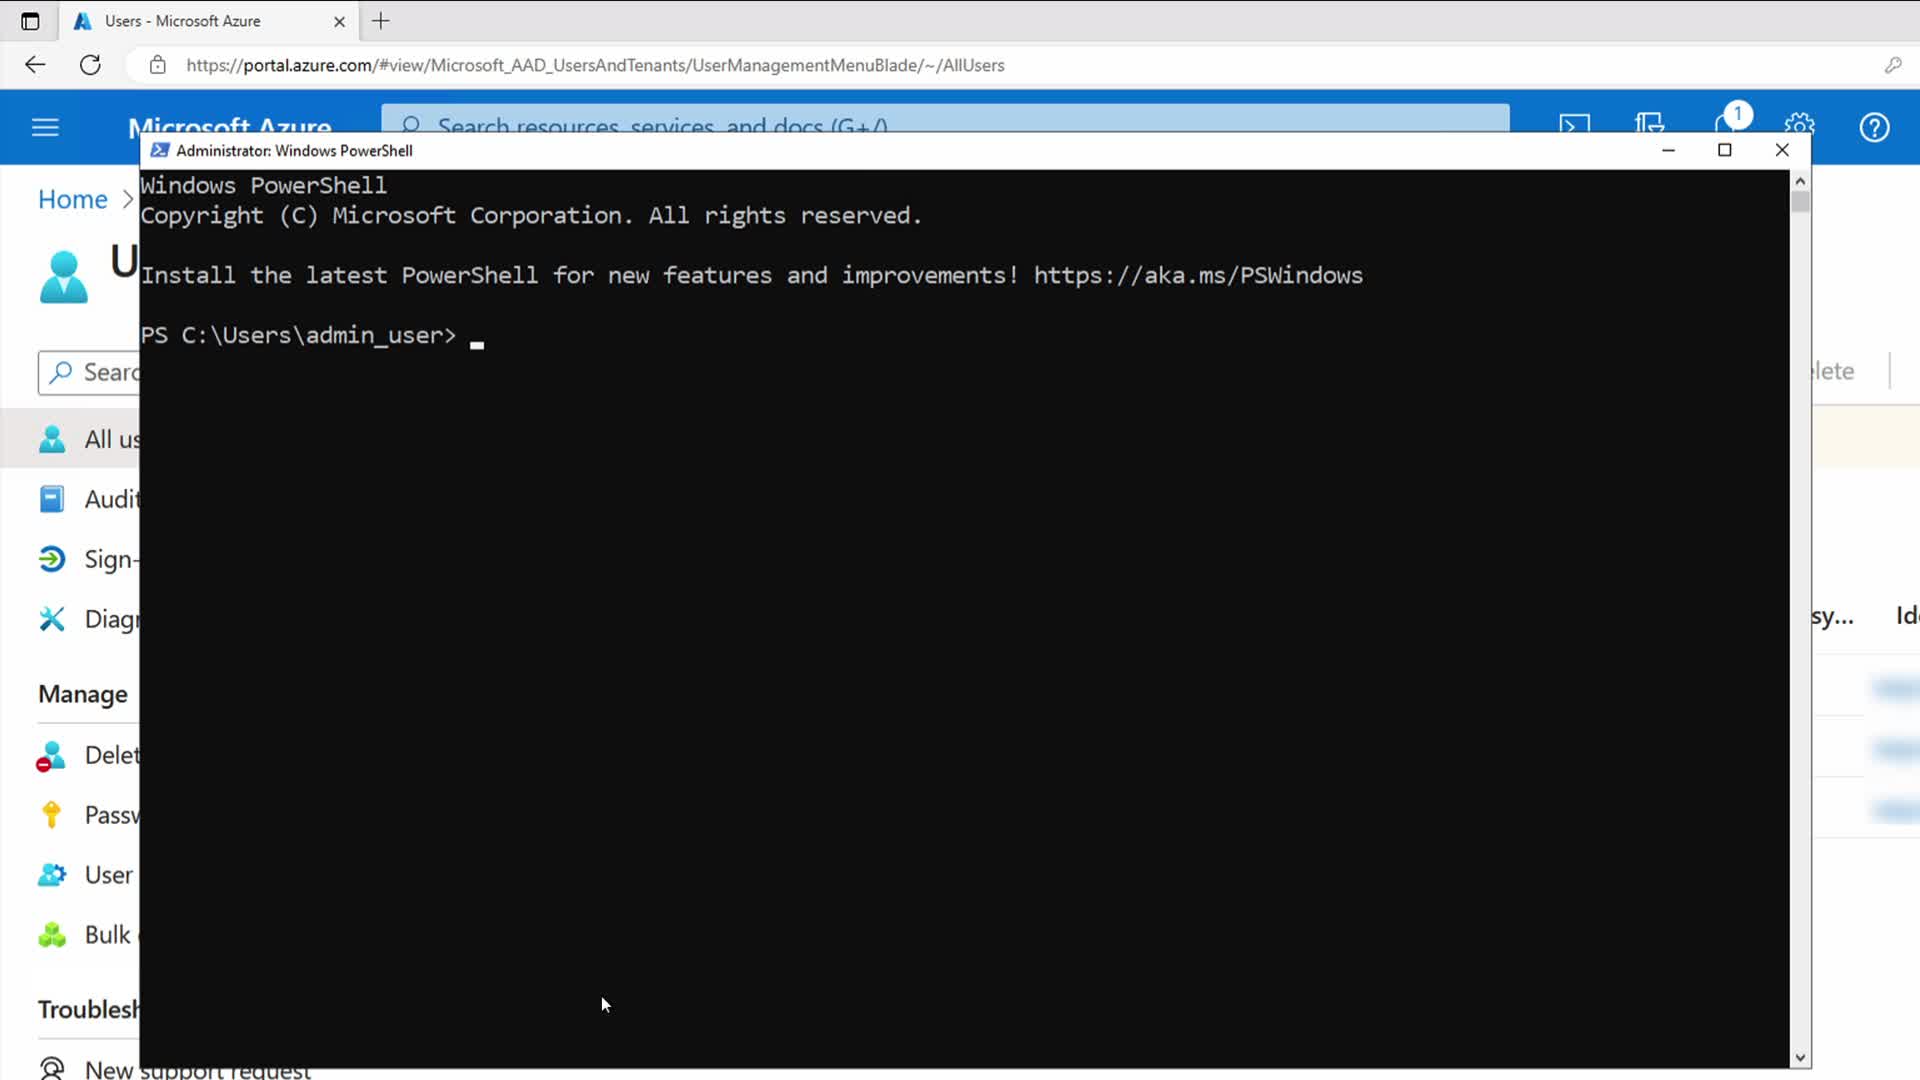 Users - Microsoft Azure
https://portal.azure.com/#view/Microsoft_AAD_UsersAndTenants/UserManagementMenuBlade/~/AllUsers
Microsoft Azure
Search resources, services, and docs (G+/)
1
Administrator: Windows PowerShell
Windows PowerShell
Copyright (C) Microsoft Corporation. All rights reserved.
Install the latest PowerShell for new features and improvements! https://aka.ms/PSWindows
PS C:\Users\admin_user>
Home
U
Searc
All us
Audit
Sign-
Diagn
Manage
Delet
Passw
User
Bulk
Troublesh
New support request
elete
sy...
Id